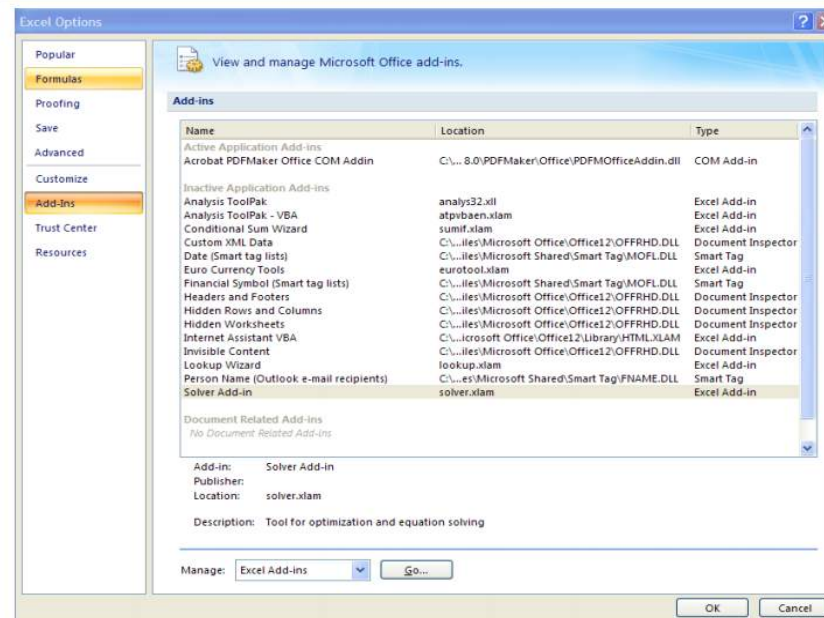 Excel Options
Popular
Formulas
Proofing
Save
Advanced
Customize
Add-Ins
Trust Center
Resources
View and manage Microsoft Office add-ins.
Add-ins
Name Location Type
Active Application Add-ins
Acrobat PDFMaker Office COM Addin C:\... 8.0\PDFMaker\Office\PDFMOfficeAddin.dll COM Add-in
Inactive Application Add-ins
Analysis ToolPak analys32.xll Excel Add-in
Analysis ToolPak - VBA atpvbaen.xlam Excel Add-in
Conditional Sum Wizard sumif.xlam Excel Add-in
Custom XML Data C:\...iles\Microsoft Office\Office12\OFFRHD.DLL Document Inspector
Date (Smart tag lists) C:\...iles\Microsoft Shared\Smart Tag\MOFL.DLL Smart Tag
Euro Currency Tools eurotool.xlam Excel Add-in
Financial Symbol (Smart tag lists) C:\...iles\Microsoft Shared\Smart Tag\MOFL.DLL Smart Tag
Headers and Footers C:\...iles\Microsoft Office\Office12\OFFRHD.DLL Document Inspector
Hidden Rows and Columns C:\...iles\Microsoft Office\Office12\OFFRHD.DLL Document Inspector
Hidden Worksheets C:\...iles\Microsoft Office\Office12\OFFRHD.DLL Document Inspector
Internet Assistant VBA C:\...icrosoft Office\Office12\Library\HTML.XLAM Excel Add-in
Invisible Content C:\...iles\Microsoft Office\Office12\OFFRHD.DLL Document Inspector
Lookup Wizard lookup.xlam Excel Add-in
Person Name (Outlook e-mail recipients) C:\...es\Microsoft Shared\Smart Tag\FNAME.DLL Smart Tag
Solver Add-in solver.xlam Excel Add-in
Document Related Add-ins
No Document Related Add-ins
Add-in: Solver Add-in
Publisher:
Location: solver.xlam
Description: Tool for optimization and equation solving
Manage: Excel Add-ins Go...
OK Cancel